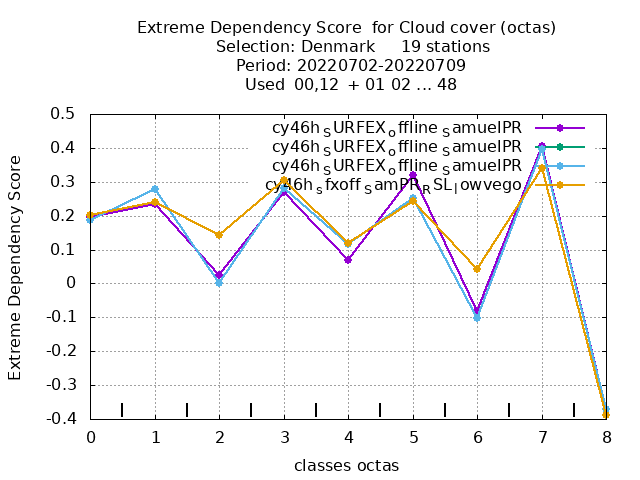 Extreme Dependency Score  for Cloud cover (octas)
Selection: Denmark     19 stations
Period: 20220702-20220709
Used  00,12  + 01 02 ... 48
cy46h_SURFEX_offline_SamuelPR
cy46h_SURFEX_offline_SamuelPR
cy46h_SURFEX_offline_SamuelPR
cy46h_sfxoff_SamPR_RSL_lowvego
Extreme Dependency Score
0.5
0.4
0.3
0.2
0.1
0
-0.1
-0.2
-0.3
-0.4
0 1 2 3 4 5 6 7 8
classes octas